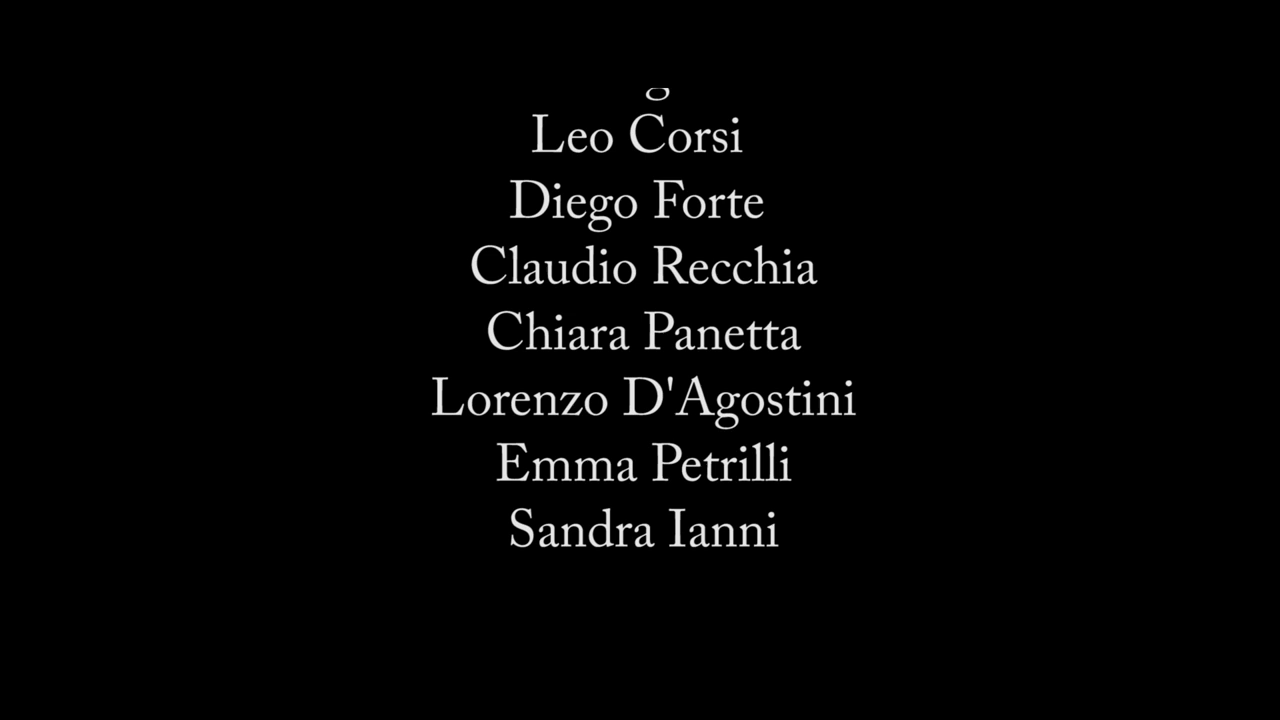 Leo Corsi
Diego Forte
Claudio Recchia
Chiara Panetta
Lorenzo D'Agostini
Emma Petrilli
Sandra Ianni